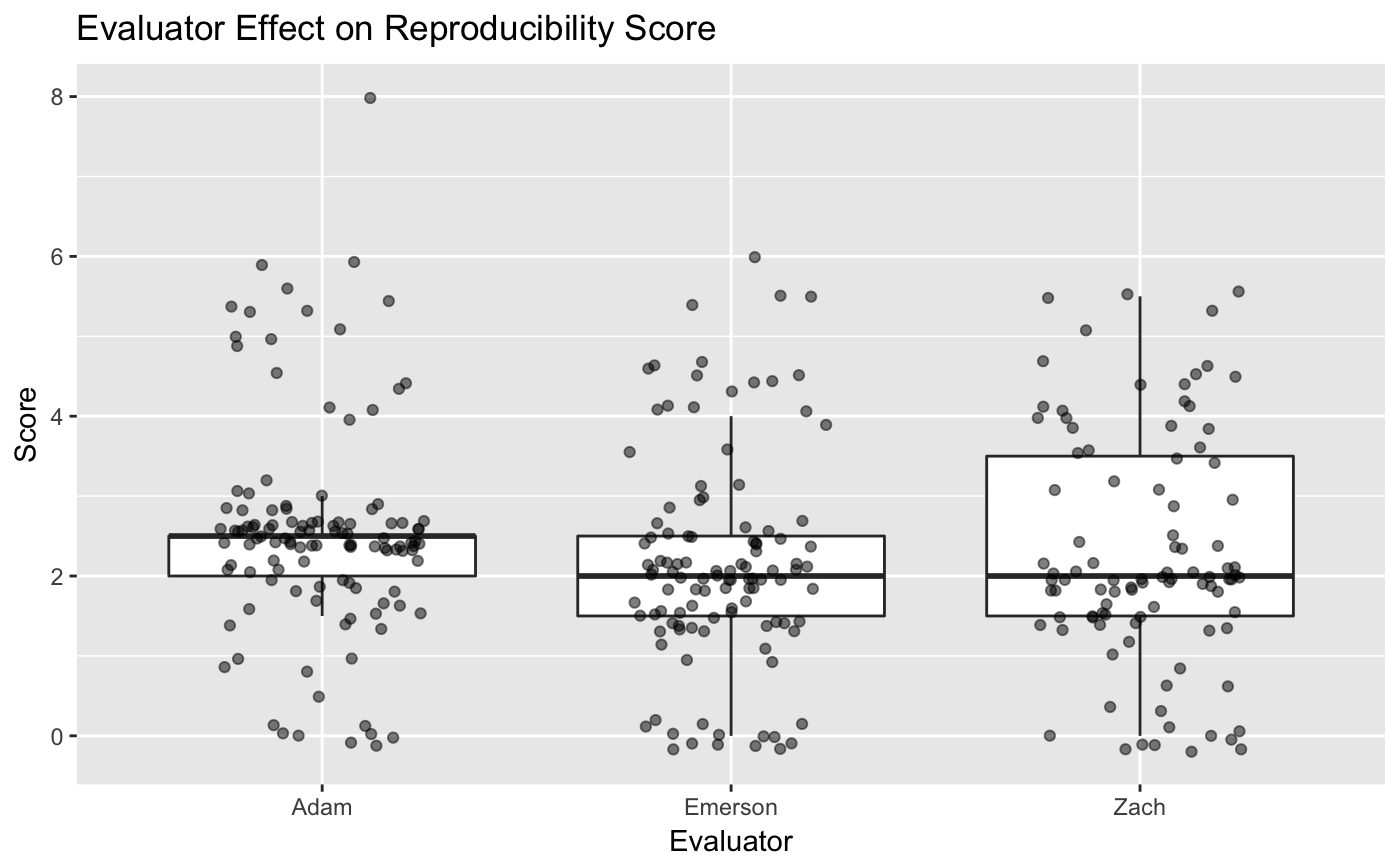 Evaluator Effect on Reproducibility Score
8
6
4
2
0
Score
Adam
Emerson
Zach
Evaluator